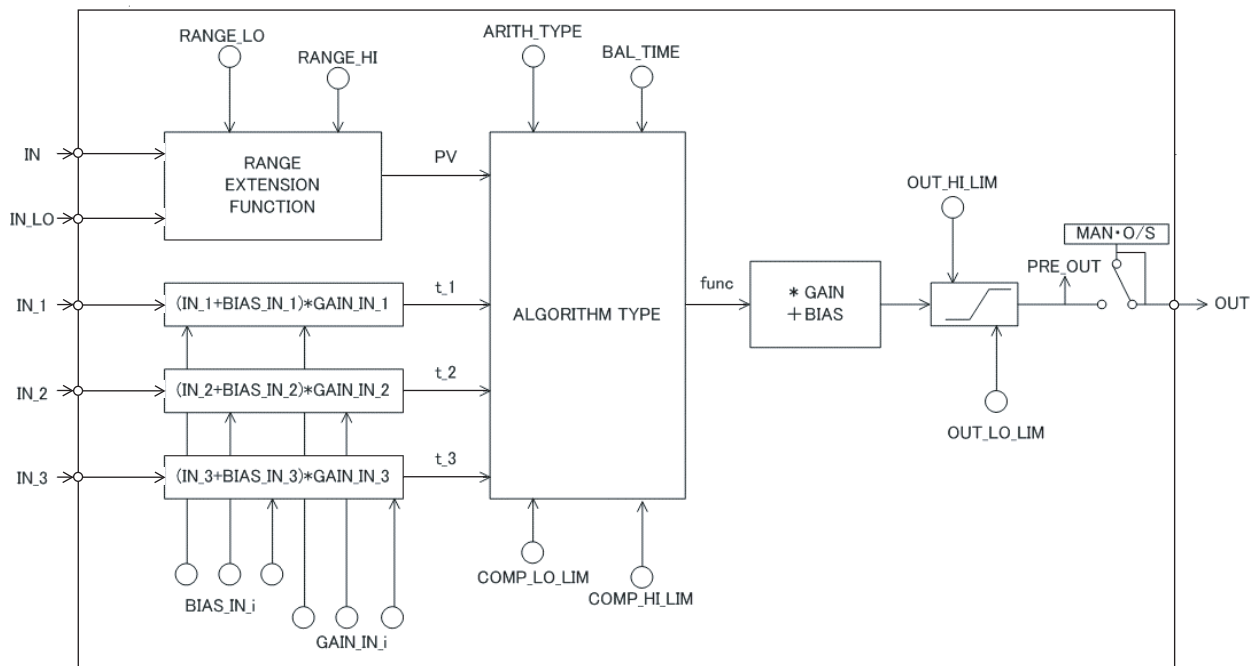 RANGE_LO
RANGE_HI
ARITH_TYPE
BAL_TIME
IN
IN_LO
RANGE
EXTENSION
FUNCTION
PV
OUT_HI_LIM
MAN・O/S
PRE_OUT
IN_1
(IN_1+BIAS_IN_1)*GAIN_IN_1
t_1
ALGORITHM TYPE
func
* GAIN
+BIAS
OUT
IN_2
(IN_2+BIAS_IN_2)*GAIN_IN_2
t_2
OUT_LO_LIM
IN_3
(IN_3+BIAS_IN_3)*GAIN_IN_3
t_3
COMP_LO_LIM
COMP_HI_LIM
BIAS_IN_i
GAIN_IN_i